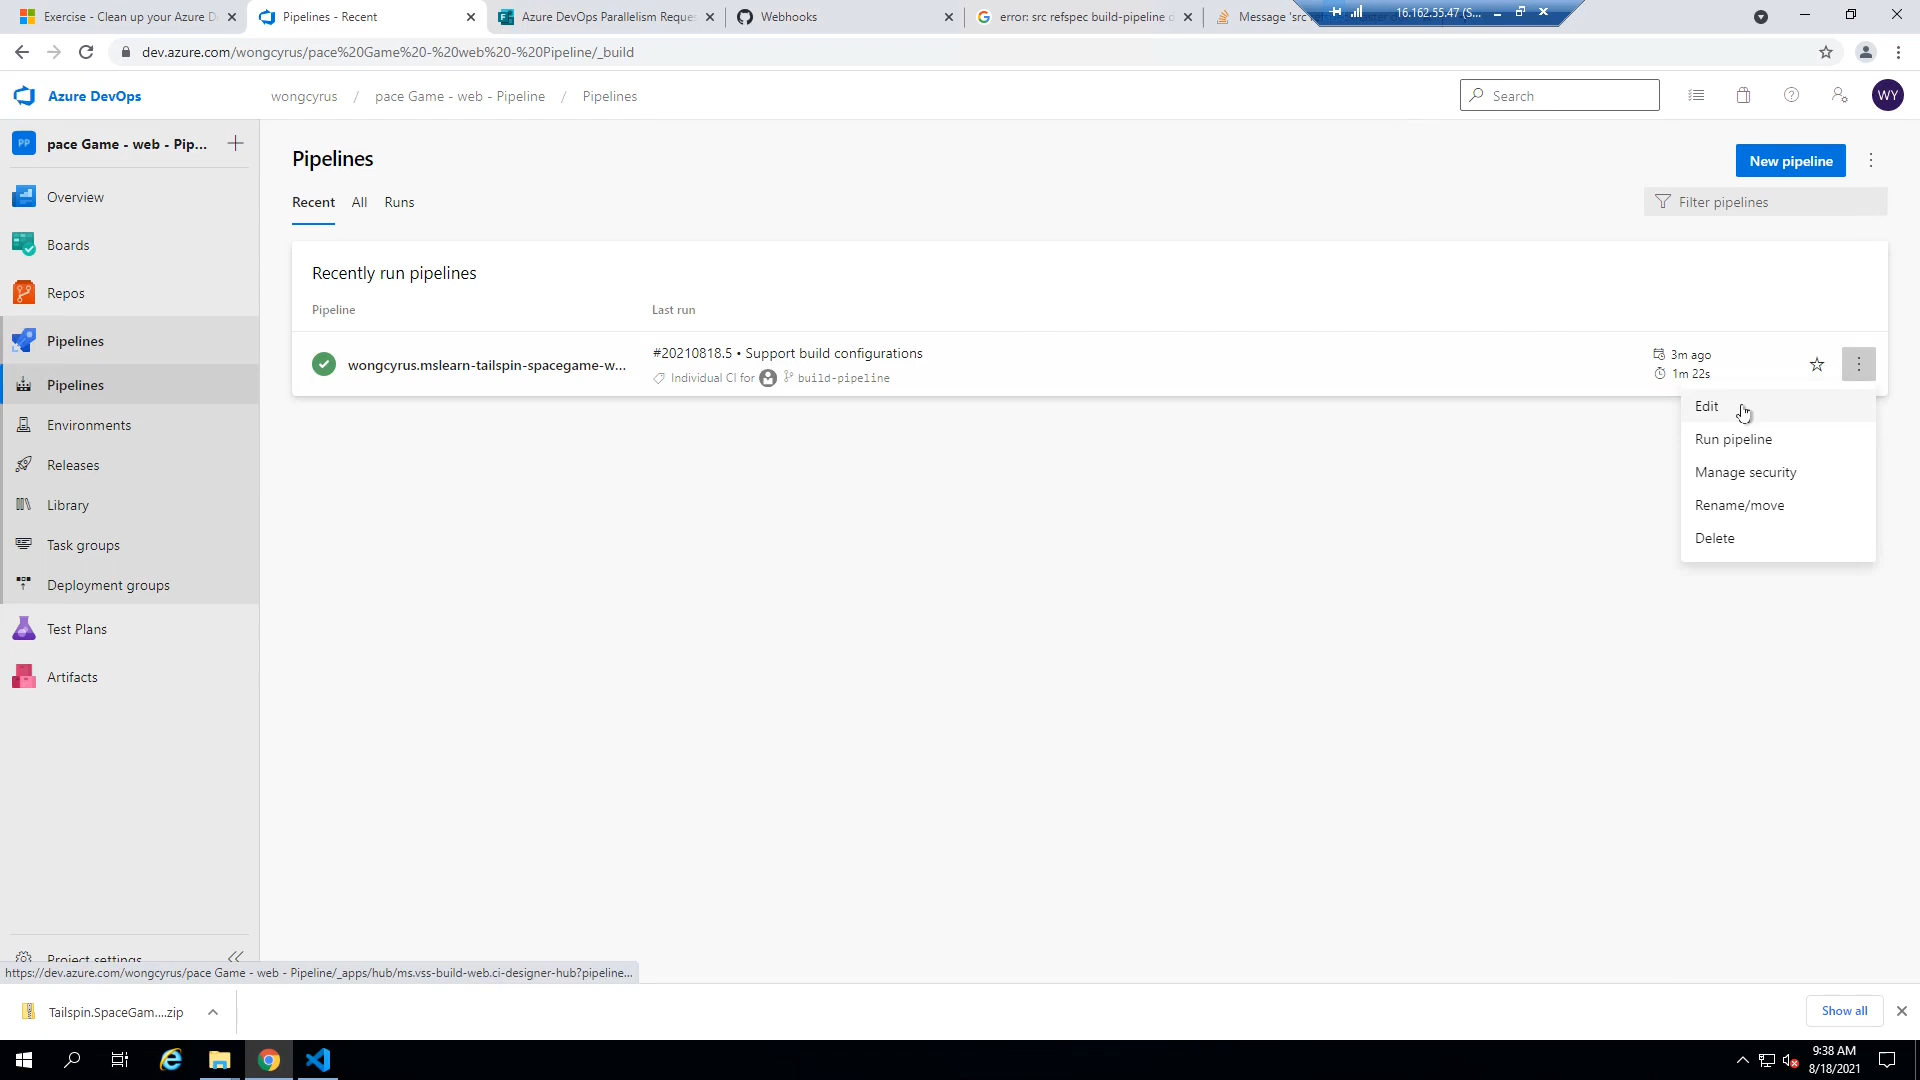 Exercise - Clean up your Azure D
Pipelines - Recent
Azure DevOps Parallelism Reques
Webhooks
error: src refspec build-pipeline d
Message 'src
16.162.55.47 (S...
dev.azure.com/wongcyrus/pace%20Game%20-%20web%20-%20Pipeline/_build
Azure DevOps
wongcyrus / pace Game - web - Pipeline / Pipelines
Search
WY
PP
pace Game - web - Pip...
Overview
Boards
Repos
Pipelines
Pipelines
Environments
Releases
Library
Task groups
Deployment groups
Test Plans
Artifacts
Project settings
Pipelines
New pipeline
Recent
All
Runs
Filter pipelines
Recently run pipelines
Pipeline
Last run
wongcyrus.mslearn-tailspin-spacegame-w...
#20210818.5 • Support build configurations
Individual CI for
build-pipeline
3m ago
1m 22s
Edit
Run pipeline
Manage security
Rename/move
Delete
https://dev.azure.com/wongcyrus/pace Game - web - Pipeline/_apps/hub/ms.vss-build-web.ci-designer-hub?pipeline...
Tailspin.SpaceGam....zip
Show all
9:38 AM
8/18/2021